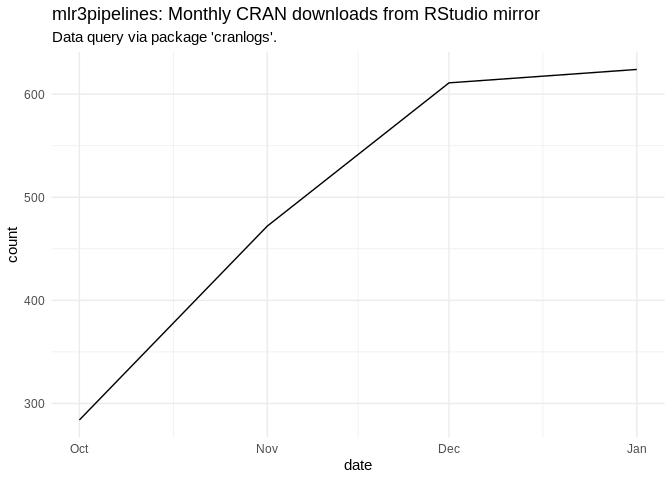 mlr3pipelines: Monthly CRAN downloads from RStudio mirror
Data query via package 'cranlogs'.
600
500
400
300
count
Oct Nov Dec Jan
date